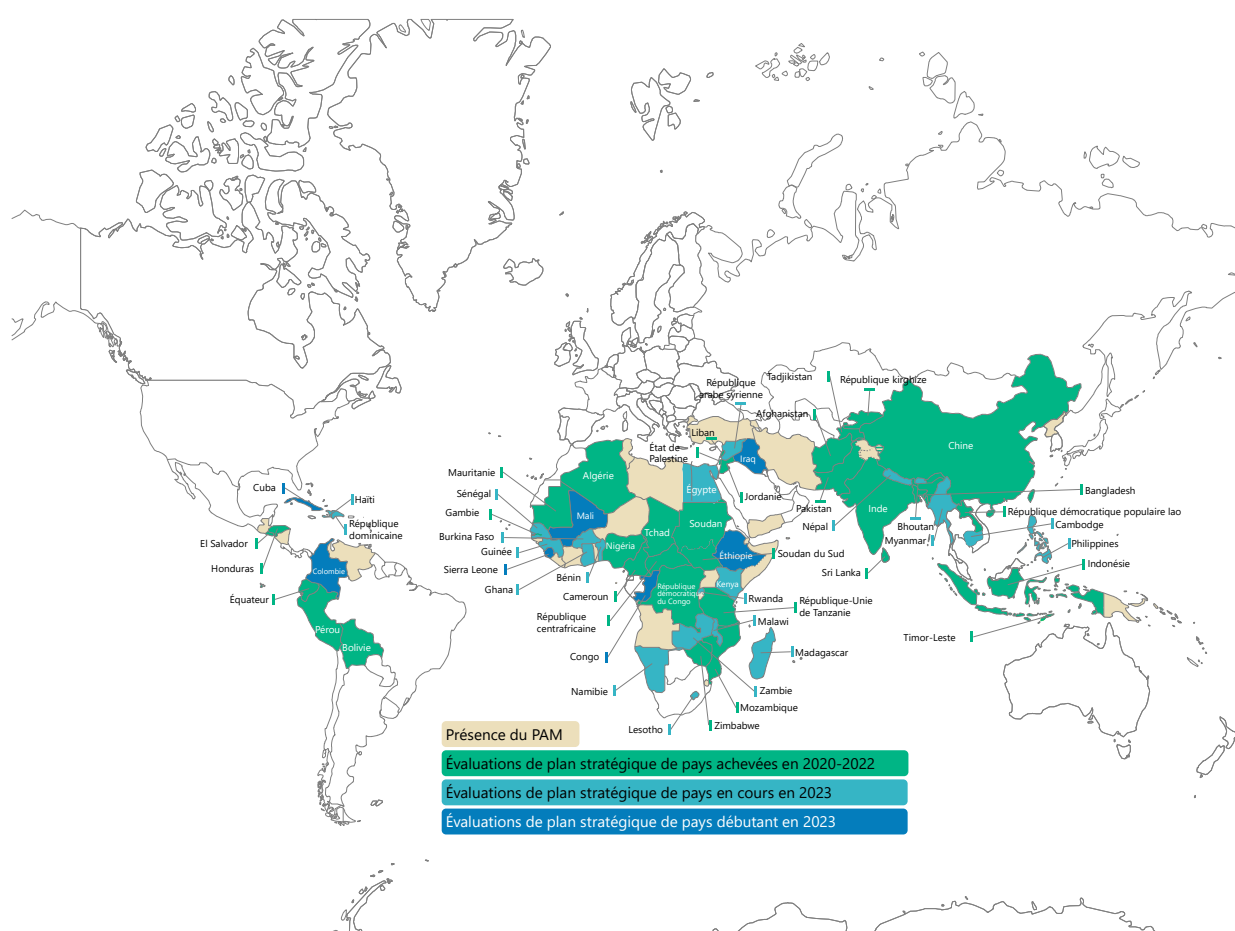 Tadjikistan
République kirghize
République
arabe syrienne
Afghanistan
Liban
État de
Palestine
Iraq
Chine
Algérie
Égypte
Jordanie
Pakistan
Inde
Népal
Bhoutan
Myanmar
Bangladesh
République démocratique populaire lao
Cambodge
Philippines
Indonésie
Sri Lanka
Timor-Leste
Cuba
Haïti
République
dominicaine
El Salvador
Honduras
Colombie
Équateur
Pérou
Bolivie
Mauritanie
Sénégal
Gambie
Burkina Faso
Guinée
Sierra Leone
Ghana
Bénin
Mali
Tchad
Soudan
Nigéria
Éthiopie
Soudan du Sud
Cameroun
République
centrafricaine
République
démocratique
du Congo
Kenya
Rwanda
République-Unie
de Tanzanie
Malawi
Congo
Madagascar
Namibie
Zambie
Mozambique
Lesotho
Zimbabwe
Présence du PAM
Évaluations de plan stratégique de pays achevées en 2020-2022
Évaluations de plan stratégique de pays en cours en 2023
Évaluations de plan stratégique de pays débutant en 2023